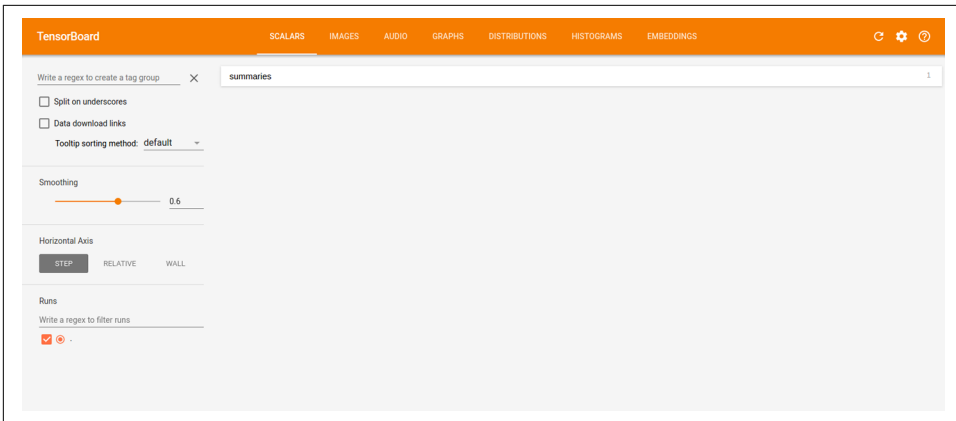 TensorBoard SCALARS IMAGES AUDIO GRAPHS DISTRIBUTIONS HISTOGRAMS EMBEDDINGS
Write a regex to create a tag group
Split on underscores
Data download links
Tooltip sorting method: default
Smoothing
0.6
Horizontal Axis
STEP RELATIVE WALL
Runs
Write a regex to filter runs
.
summaries 1